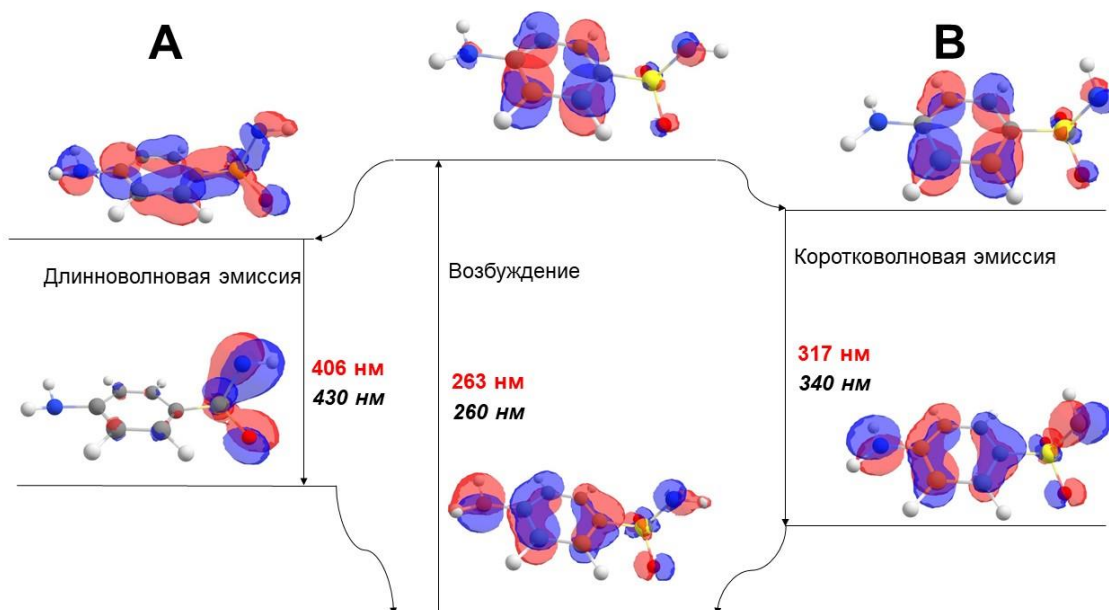 A
B
Длинноволновая эмиссия
Возбуждение
Коротковолновая эмиссия
406 нм
430 нм
263 нм
260 нм
317 нм
340 нм